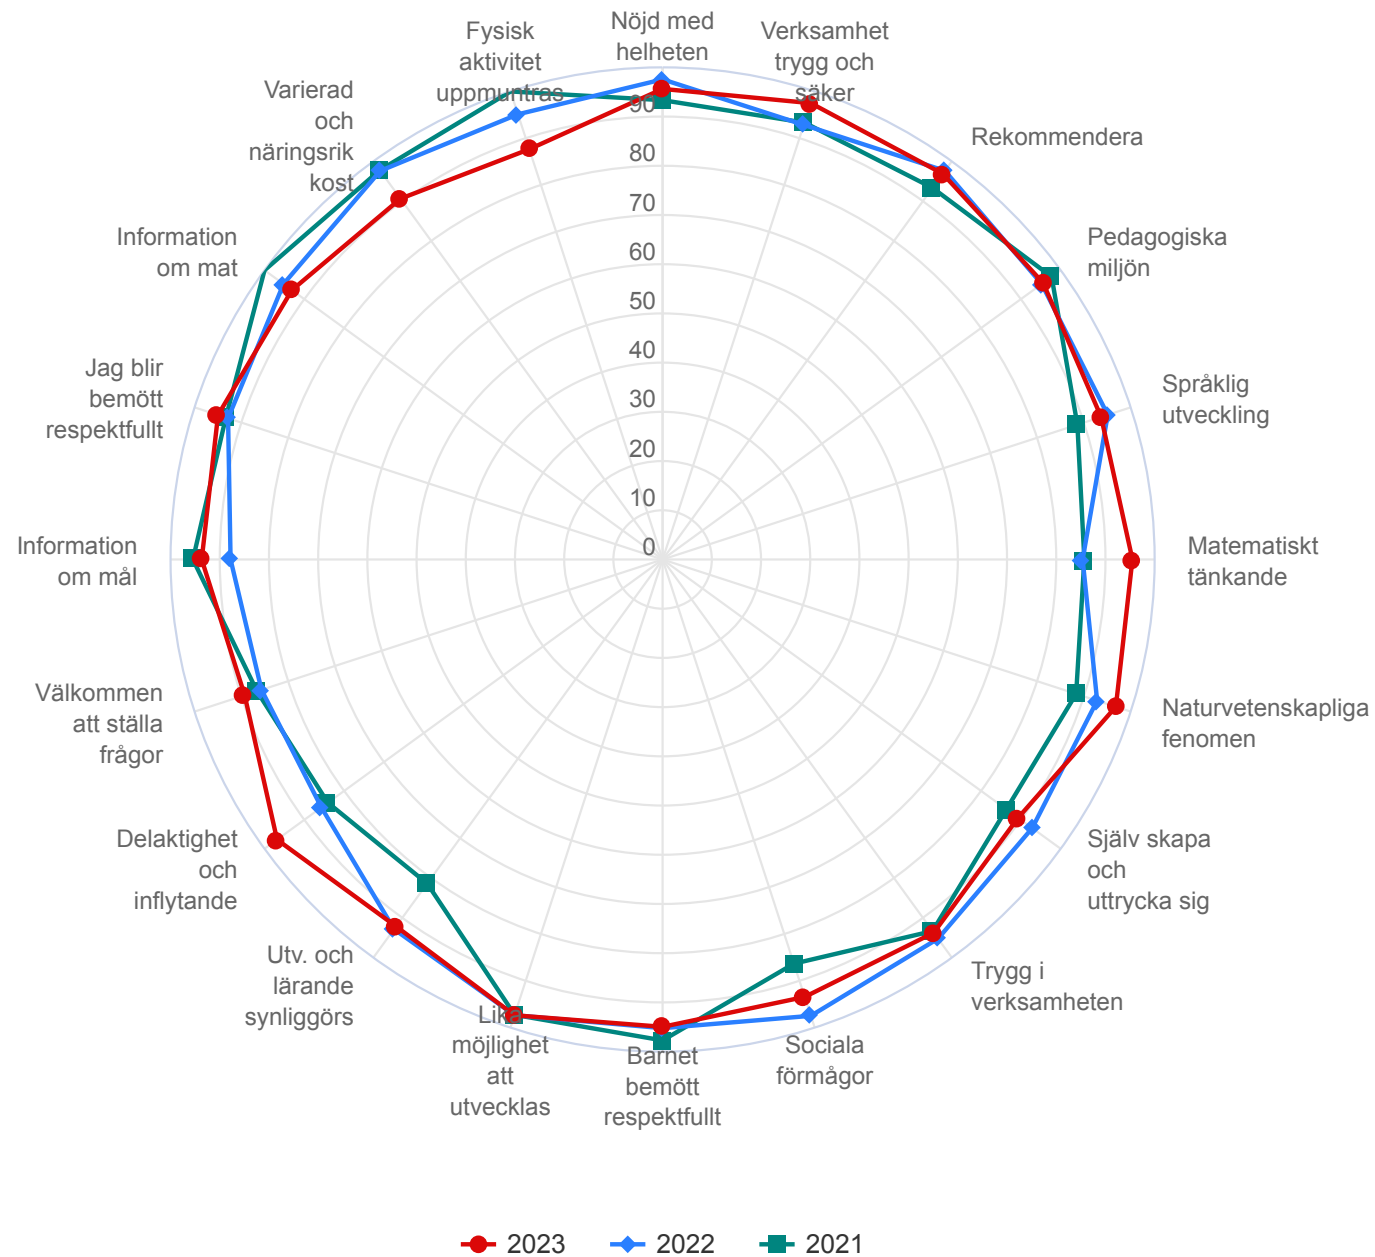 Nöjd med
helheten
Verksamhet
trygg och
säker
Rekommendera
Pedagogiska
miljön
Språklig
utveckling
Matematiskt
tänkande
Naturvetenskapliga
fenomen
Själv skapa
och
uttrycka sig
Trygg i
verksamheten
Sociala
förmågor
Barnet
bemött
respektfullt
Lika
möjlighet
att
utvecklas
Utv. och
lärande
synliggörs
Delaktighet
och
inflytande
Välkommen
att ställa
frågor
Information
om mål
Jag blir
bemött
respektfullt
Information
om mat
Varierad
och
näringsrik
kost
Fysisk
aktivitet
uppmuntras
90
80
70
60
50
40
30
20
10
0
2023
2022
2021